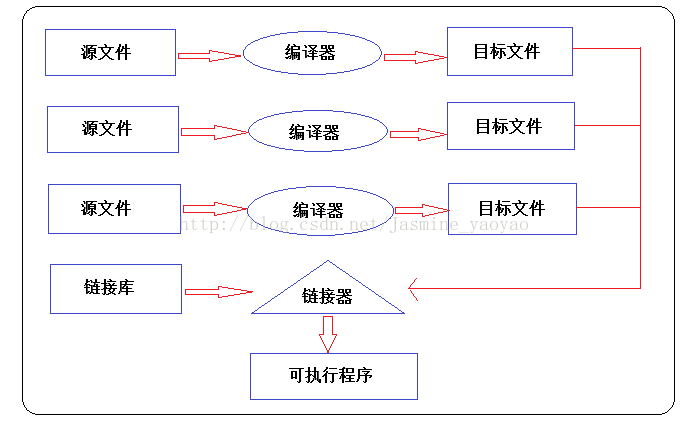 源文件 编译器 目标文件
源文件 编译器 目标文件
源文件 编译器 目标文件
http://blog.csdn.net/jasmine_yaoyao
链接库 链接器
可执行程序